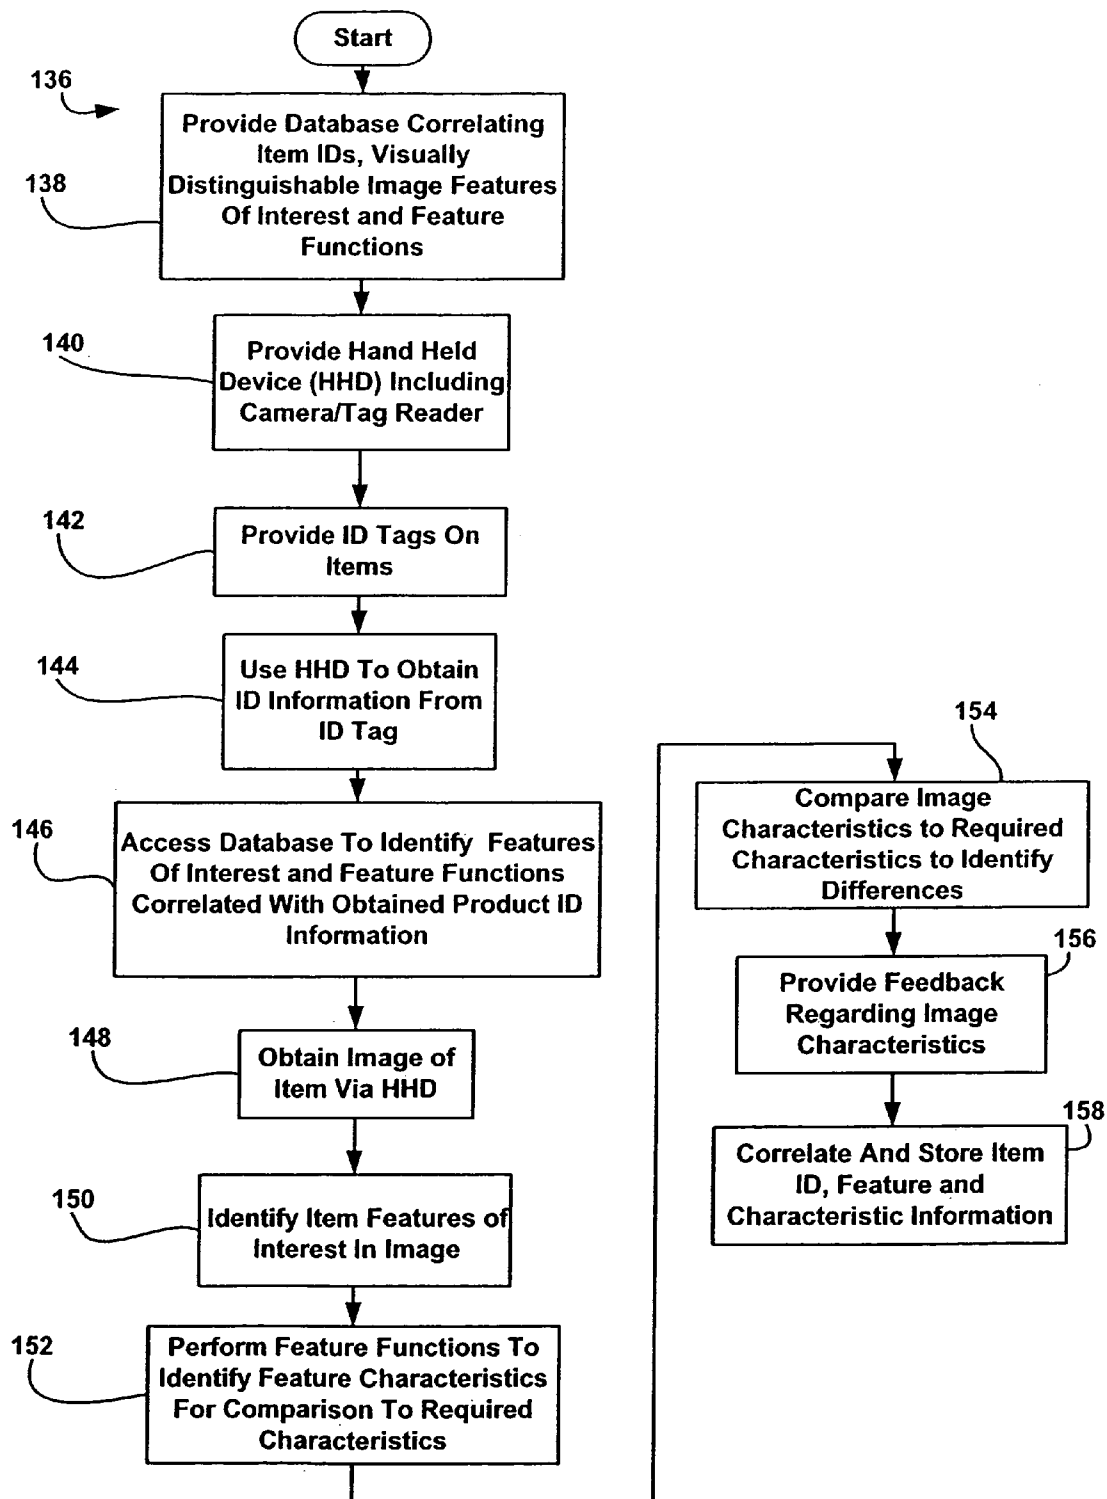 Start
136
Provide Database Correlating
Item IDs, Visually
Distinguishable Image Features
Of Interest and Feature
Functions
138
Provide Hand Held
Device (HHD) Including
Camera/Tag Reader
140
Provide ID Tags On
Items
142
Use HHD To Obtain
ID Information From
ID Tag
144
Access Database To Identify Features
Of Interest and Feature Functions
Correlated With Obtained Product ID
Information
146
Obtain Image of
Item Via HHD
148
Identify Item Features of
Interest In Image
150
Perform Feature Functions To
Identify Feature Characteristics
For Comparison To Required
Characteristics
152
154
Compare Image
Characteristics to Required
Characteristics to Identify
Differences
156
Provide Feedback
Regarding Image
Characteristics
158
Correlate And Store Item
ID, Feature and
Characteristic Information